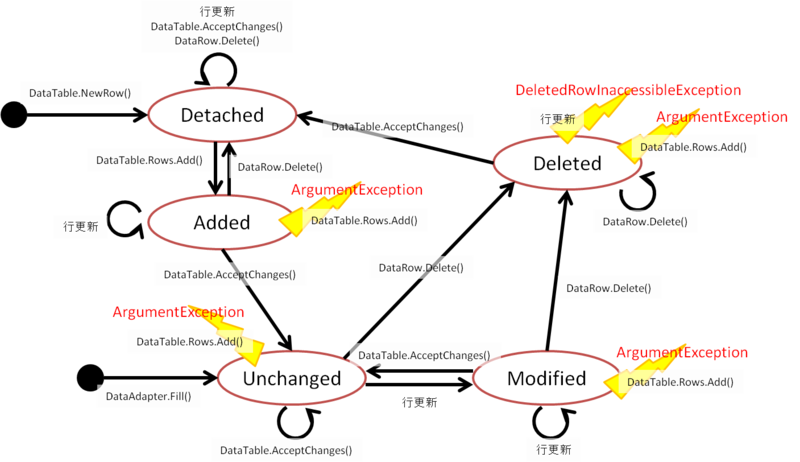 行更新
DataTable.AcceptChanges()
DataRow.Delete()
DataTable.NewRow()
Detached
DeletedRowInaccessibleException
行更新
ArgumentException
DataTable.AcceptChanges()
DataTable.Rows.Add()
Deleted
DataTable.Rows.Add()
DataRow.Delete()
ArgumentException
行更新
Added
DataTable.Rows.Add()
DataRow.Delete()
DataTable.AcceptChanges()
DataRow.Delete()
DataRow.Delete()
ArgumentException
DataTable.Rows.Add()
DataTable.AcceptChanges()
ArgumentException
Unchanged
Modified
DataTable.Rows.Add()
DataAdapter.Fill()
行更新
DataTable.AcceptChanges()
行更新